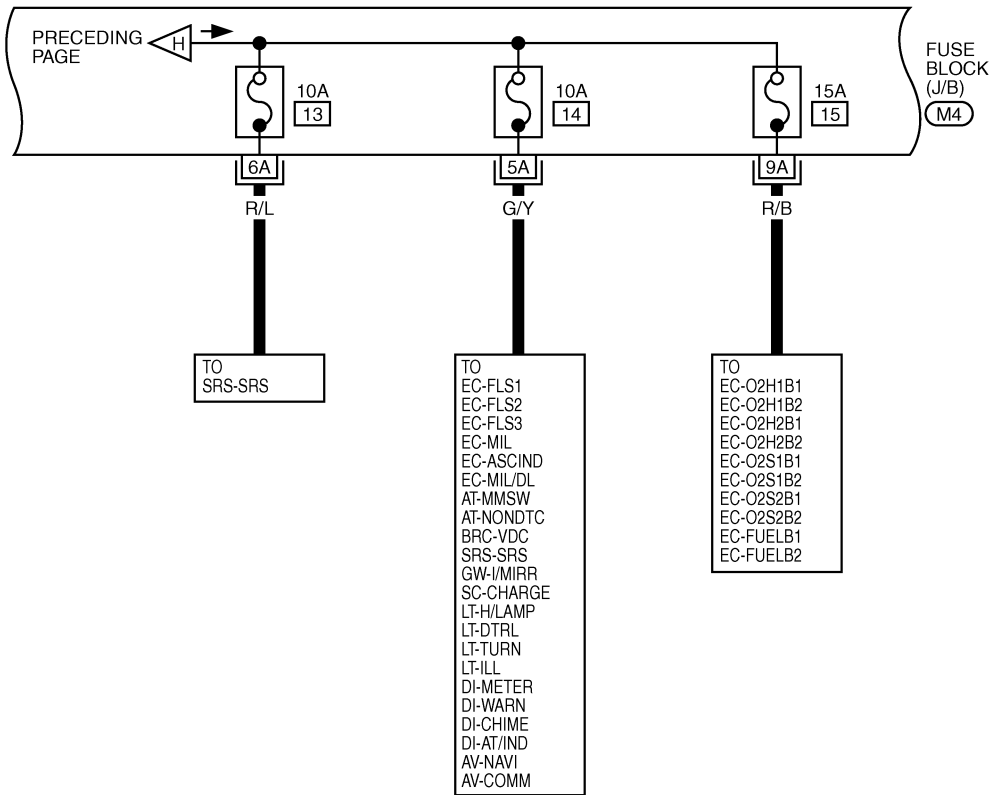 PRECEDING
PAGE
H
10A
13
10A
14
15A
15
FUSE
BLOCK
(J/B)
M4
6A
5A
9A
R/L
G/Y
R/B
TO
SRS-SRS
TO
EC-FLS1
EC-FLS2
EC-FLS3
EC-MIL
EC-ASCIND
EC-MIL/DL
AT-MMSW
AT-NONDTC
BRC-VDC
SRS-SRS
GW-I/MIRR
SC-CHARGE
LT-H/LAMP
LT-DTRL
LT-TURN
LT-ILL
DI-METER
DI-WARN
DI-CHIME
DI-AT/IND
AV-NAVI
AV-COMM
TO
EC-O2H1B1
EC-O2H1B2
EC-O2H2B1
EC-O2H2B2
EC-O2S1B1
EC-O2S1B2
EC-O2S2B1
EC-O2S2B2
EC-FUELB1
EC-FUELB2